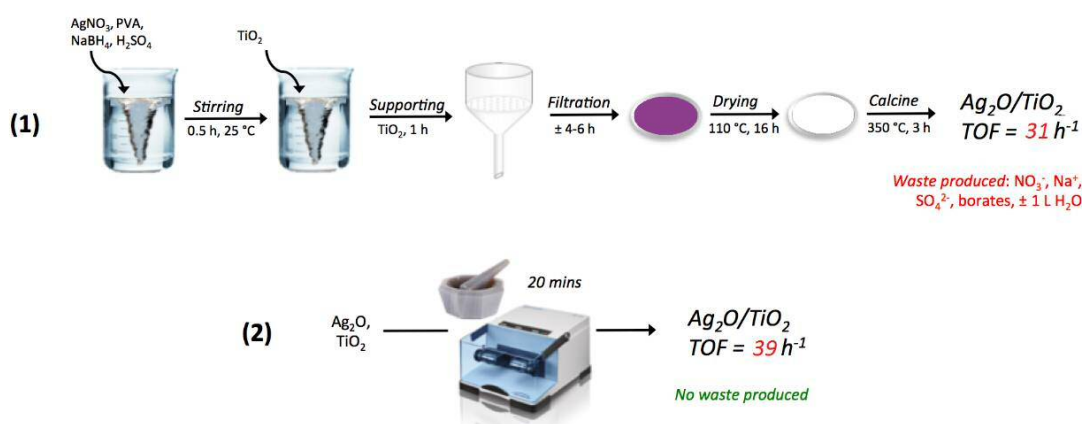 AgNO₃, PVA,
NaBH₄, H₂SO₄
TiO₂
(1)
Stirring
0.5 h, 25 °C
Supporting
TiO₂, 1 h
Filtration
± 4-6 h
Drying
110 °C, 16 h
Calcine
350 °C, 3 h
Ag₂O/TiO₂
TOF = 31 h⁻¹
Waste produced: NO₃⁻, Na⁺,
SO₄²⁻, borates, ± 1 L H₂O
(2)
Ag₂O,
TiO₂
20 mins
Ag₂O/TiO₂
TOF = 39 h⁻¹
No waste produced